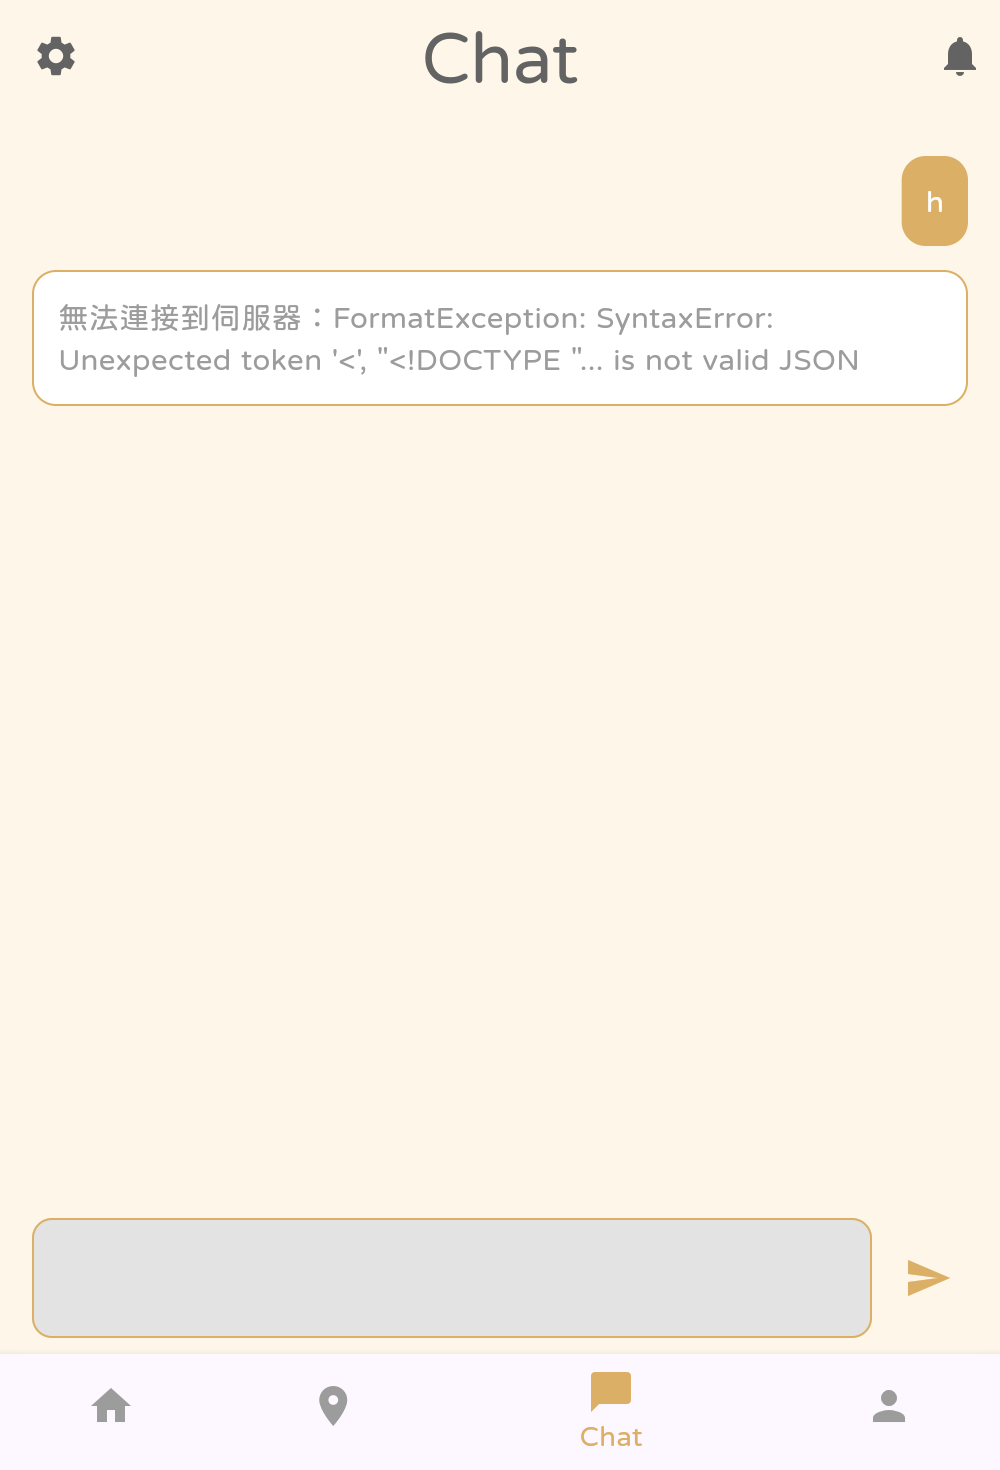 Chat
h
無法連接到伺服器：FormatException: SyntaxError:
Unexpected token '<', "<!DOCTYPE "... is not valid JSON
Chat